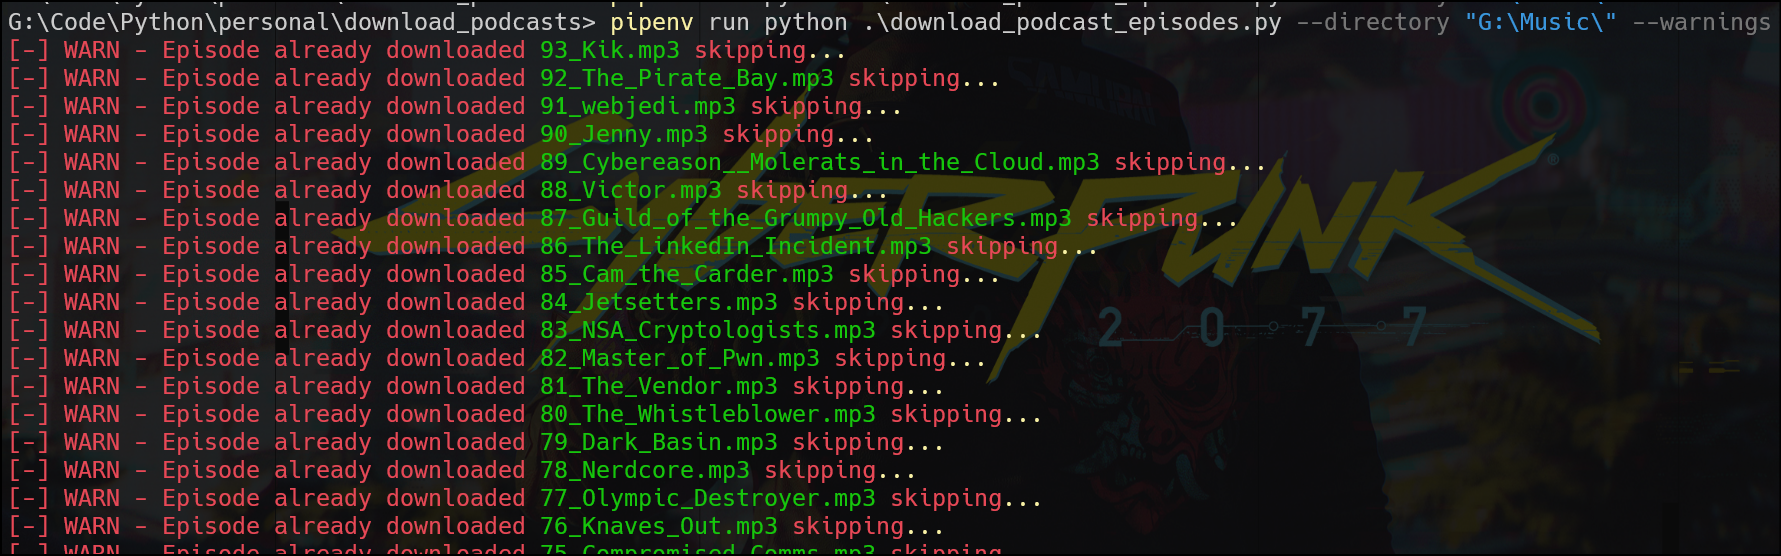 G:\Code\Python\personal\download_podcasts> pipenv run python .\download_podcast_episodes.py --directory "G:\Music\" --warnings
[-] WARN - Episode already downloaded 93_Kik.mp3 skipping...
[-] WARN - Episode already downloaded 92_The_Pirate_Bay.mp3 skipping...
[-] WARN - Episode already downloaded 91_webjedi.mp3 skipping...
[-] WARN - Episode already downloaded 90_Jenny.mp3 skipping...
[-] WARN - Episode already downloaded 89_Cybereason__Molerats_in_the_Cloud.mp3 skipping...
[-] WARN - Episode already downloaded 88_Victor.mp3 skipping...
[-] WARN - Episode already downloaded 87_Guild_of_the_Grumpy_Old_Hackers.mp3 skipping...
[-] WARN - Episode already downloaded 86_The_LinkedIn_Incident.mp3 skipping...
[-] WARN - Episode already downloaded 85_Cam_the_Carder.mp3 skipping...
[-] WARN - Episode already downloaded 84_Jetsetters.mp3 skipping...
[-] WARN - Episode already downloaded 83_NSA_Cryptologists.mp3 skipping...
[-] WARN - Episode already downloaded 82_Master_of_Pwn.mp3 skipping...
[-] WARN - Episode already downloaded 81_The_Vendor.mp3 skipping...
[-] WARN - Episode already downloaded 80_The_Whistleblower.mp3 skipping...
[-] WARN - Episode already downloaded 79_Dark_Basin.mp3 skipping...
[-] WARN - Episode already downloaded 78_Nerdcore.mp3 skipping...
[-] WARN - Episode already downloaded 77_Olympic_Destroyer.mp3 skipping...
[-] WARN - Episode already downloaded 76_Knaves_Out.mp3 skipping...
[-] WARN - Episode already downloaded 75_Compromised_Comms.mp3 skipping...
SAMURAI
CYBERPUNK
2077